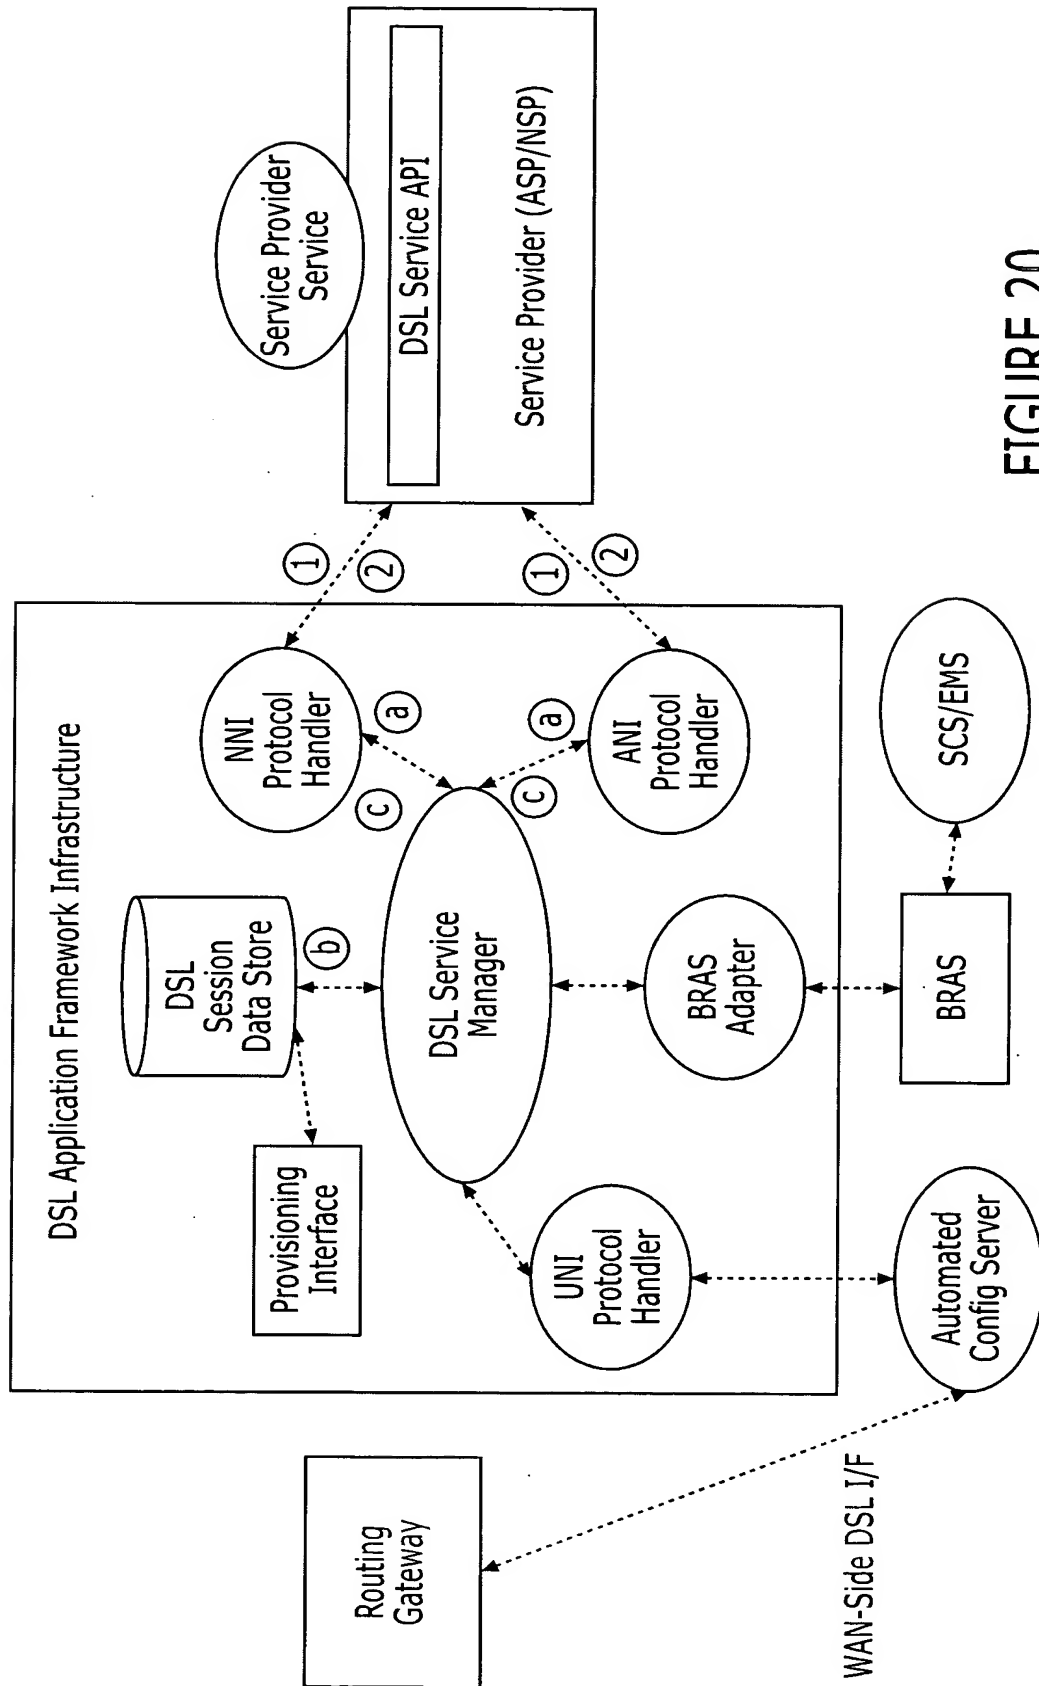 DSL Application Framework Infrastructure
Routing
Gateway
WAN-Side DSL I/F
Provisioning
Interface
DSL
Session
Data Store
b
NNI
Protocol
Handler
a
c
DSL Service
Manager
c
a
ANI
Protocol
Handler
UNI
Protocol
Handler
BRAS
Adapter
1
2
1
2
Service Provider
Service
DSL Service API
Service Provider (ASP/NSP)
Automated
Config Server
BRAS
SCS/EMS
FIGURE 20